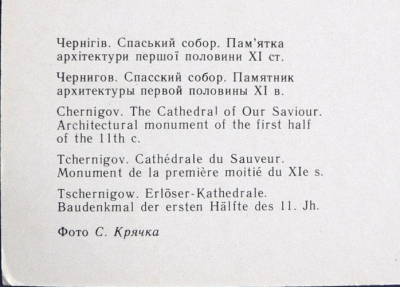 Чернігів. Спаський собор. Пам'ятка
архітектури першої половини XI ст.
Чернигов. Спасский собор. Памятник
архитектуры первой половины XI в.
Chernigov. The Cathedral of Our Saviour.
Architectural monument of the first half
of the 11th c.
Tchernigov. Cathédrale du Sauveur.
Monument de la première moitié du XIe s.
Tschernigow. Erlöser-Kathedrale.
Baudenkmal der ersten Hälfte des 11. Jh.
Фото С. Крячка